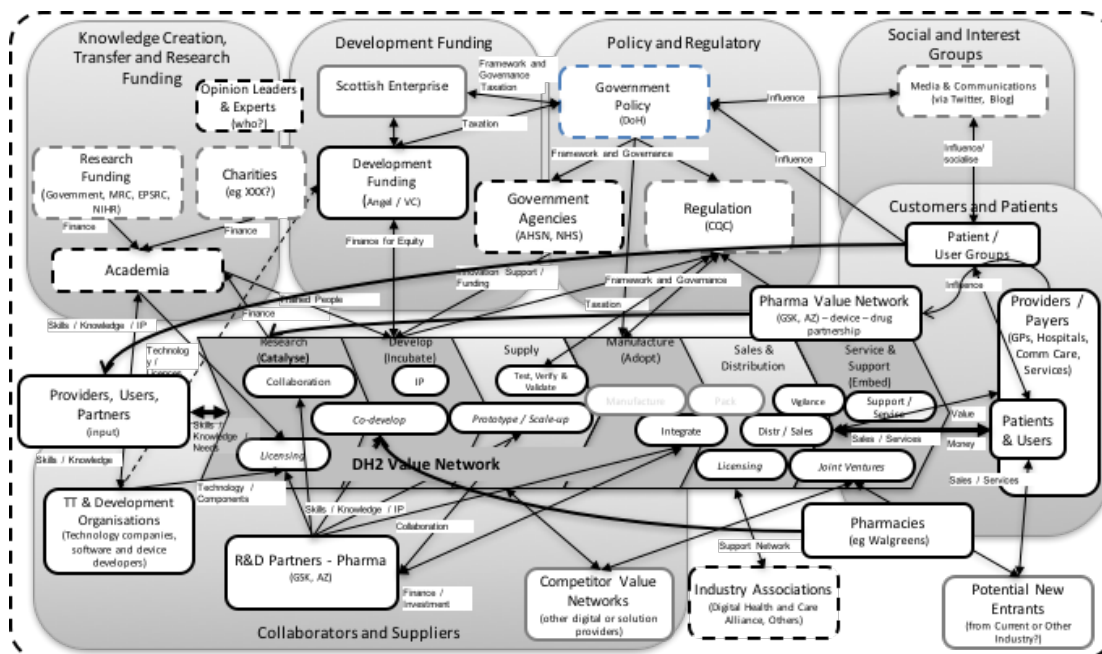 Knowledge Creation,
Transfer and Research
Funding
Development Funding
Policy and Regulatory
Social and Interest
Groups
Opinion Leaders
& Experts
(who?)
Scottish Enterprise
Framework and
Governance
Taxation
Government
Policy
(DoH)
Influence
Media & Communications
(via Twitter, Blog)
Taxation
Research
Funding
(Government, MRC, EPSRC,
NIHR)
Charities
(eg XXX?)
Development
Funding
(Angel / VC)
Framework and Governance
Influence
Influence/
socialise
Government
Agencies
(AHSN, NHS)
Regulation
(CQC)
Customers and Patients
Finance
Finance
Finance for Equity
Patient /
User Groups
Academia
Support /
Funding
Framework and Governance
Influence
People
Finance
Taxation
Pharma Value Network
(GSK, AZ) – device – drug
partnership
Providers /
Payers
(GPs, Hospitals,
Comm Care,
Services)
Skills / Knowledge / IP
Technolog
y /
Research
(Catalyse)
Develop
(Incubate)
Supply
Manufacture
(Adopt)
Sales &
Distribution
Service &
Support
(Embed)
Collaboration
IP
Test, Verify &
Validate
Manufacture
Pack
Vigilance
Support /
Service
Providers, Users,
Partners
(input)
Skills /
Knowledge /
Needs
Co-develop
Prototype / Scale-up
Integrate
Distr / Sales
Value
Patients
& Users
Sales / Services
Money
Skills / Knowledge
Licensing
DH2 Value Network
Licensing
Joint Ventures
Sales / Services
Technology /
Components
TT & Development
Organisations
(Technology companies,
software and device
developers)
Skills / Knowledge / IP
Collaboration
Pharmacies
(eg Walgreens)
R&D Partners - Pharma
(GSK, AZ)
Support Network
Finance /
Investment
Competitor Value
Networks
(other digital or solution
providers)
Industry Associations
(Digital Health and Care
Alliance, Others)
Potential New
Entrants
(from Current or Other
Industry?)
Collaborators and Suppliers